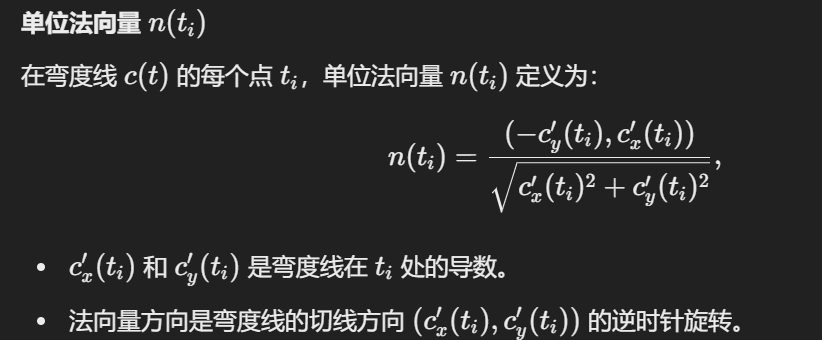 单位法向量 n(t_i)
在弯度线 c(t) 的每个点 t_i，单位法向量 n(t_i) 定义为：
n(t_i) = \frac{(-c'_y(t_i), c'_x(t_i))}{\sqrt{c'_x(t_i)^2 + c'_y(t_i)^2}},
• c'_x(t_i) 和 c'_y(t_i) 是弯度线在 t_i 处的导数。
• 法向量方向是弯度线的切线方向 (c'_x(t_i), c'_y(t_i)) 的逆时针旋转。